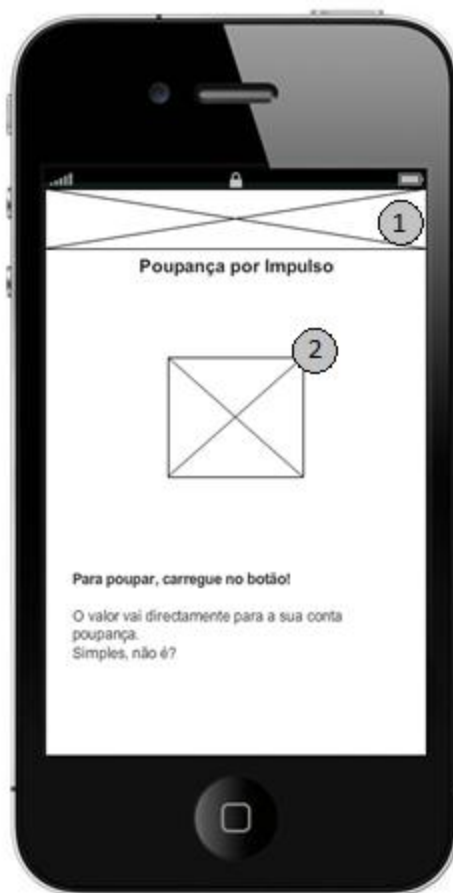 1
Poupança por Impulso
2
Para poupar, carregue no botão!
O valor vai directamente para a sua conta
poupança.
Simples, não é?